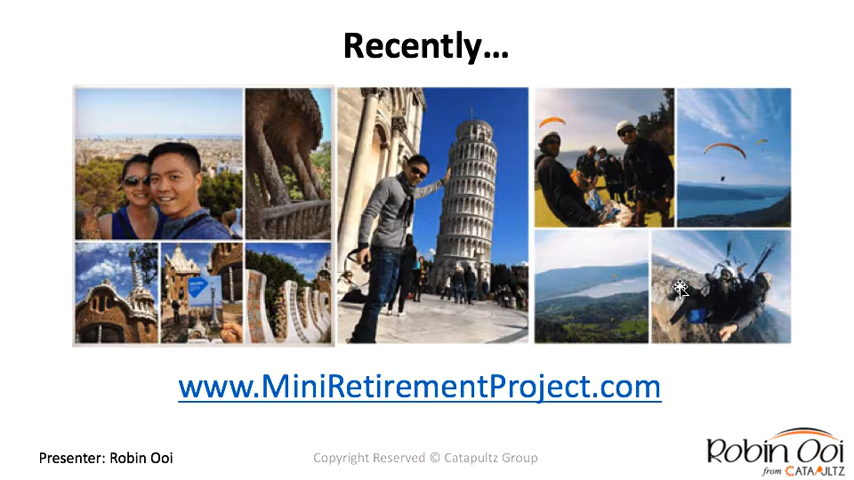 Recently...
www.MiniRetirementProject.com
Presenter: Robin Ooi
Copyright Reserved © Catapultz Group
Robin Ooi
from CATAPULTZ